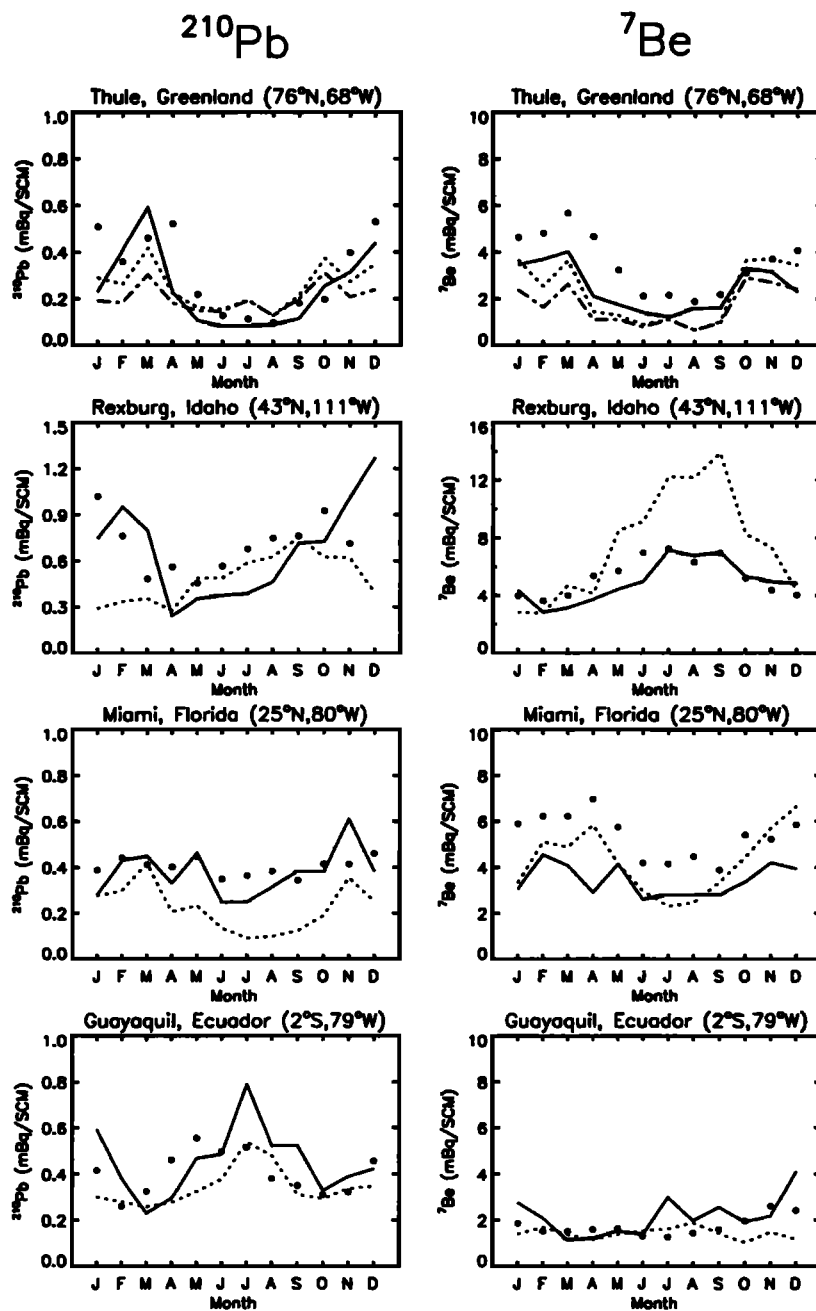 ²¹⁰Pb
⁷Be
Thule, Greenland (76°N,68°W)
1.0
0.8
0.6
0.4
0.2
0.0
²¹⁰Pb (mBq/SCM)
J F M A M J J A S O N D
Month
Thule, Greenland (76°N,68°W)
10
8
6
4
2
0
⁷Be (mBq/SCM)
J F M A M J J A S O N D
Month
Rexburg, Idaho (43°N,111°W)
1.5
1.2
0.9
0.6
0.3
0.0
²¹⁰Pb (mBq/SCM)
J F M A M J J A S O N D
Month
Rexburg, Idaho (43°N,111°W)
16
12
8
4
0
⁷Be (mBq/SCM)
J F M A M J J A S O N D
Month
Miami, Florida (25°N,80°W)
1.0
0.8
0.6
0.4
0.2
0.0
²¹⁰Pb (mBq/SCM)
J F M A M J J A S O N D
Month
Miami, Florida (25°N,80°W)
10
8
6
4
2
0
⁷Be (mBq/SCM)
J F M A M J J A S O N D
Month
Guayaquil, Ecuador (2°S,79°W)
1.0
0.8
0.6
0.4
0.2
0.0
²¹⁰Pb (mBq/SCM)
J F M A M J J A S O N D
Month
Guayaquil, Ecuador (2°S,79°W)
10
8
6
4
2
0
⁷Be (mBq/SCM)
J F M A M J J A S O N D
Month